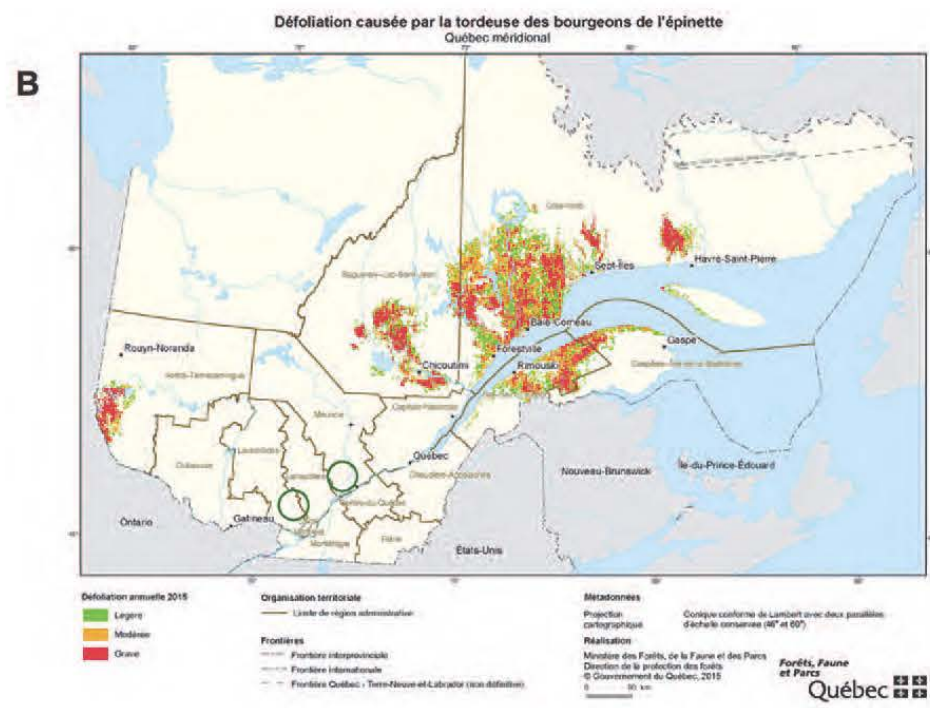 Défoliation causée par la tordeuse des bourgeons de l'épinette
Québec méridional
B
Côte-Nord
Saguenay–Lac-Saint-Jean
Sept-Îles
Havre-Saint-Pierre
Baie-Comeau
Rouyn-Noranda
Forestville
Gaspé
Chicoutimi
Rimouski
Abitibi-Témiscamingue
Mauricie
Capitale-Nationale
Outaouais
Laurentides
Lanaudière
Québec
Chaudière-Appalaches
Nouveau-Brunswick
Île-du-Prince-Édouard
Ontario
Gatineau
Centre-du-Québec
Montérégie
Estrie
États-Unis
Défoliation annuelle 2015
Légère
Modérée
Grave
Organisation territoriale
Limite de région administrative
Frontières
Frontière interprovinciale
Frontière internationale
Frontière Québec - Terre-Neuve-et-Labrador (non définitive)
Métadonnées
Projection cartographique
Conique conforme de Lambert avec deux parallèles
d'échelle conservée (46° et 60°)
Réalisation
Ministère des Forêts, de la Faune et des Parcs
Direction de la protection des forêts
© Gouvernement du Québec, 2015
km
Forêts, Faune
et Parcs
Québec